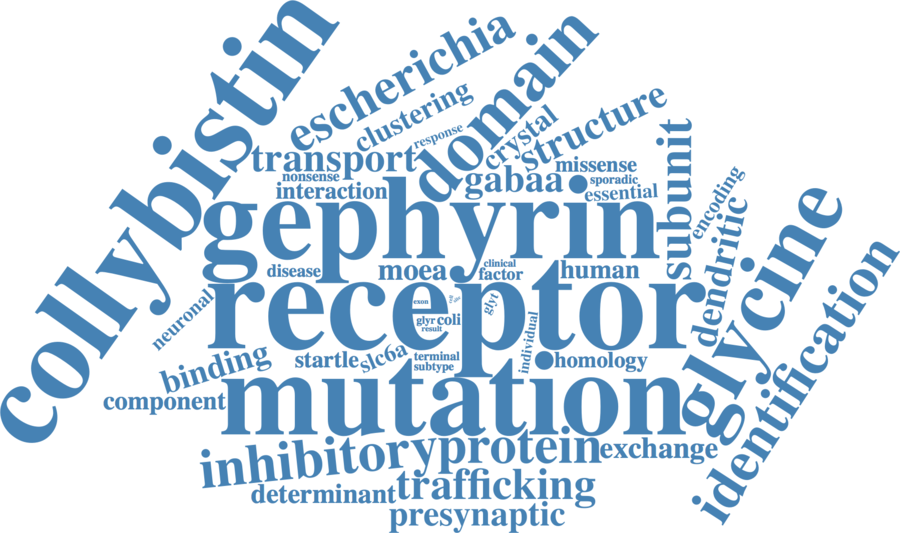 collybistin
escherichia
clustering
response
domain
crystal
structure
transport
nonsense
interaction
gabaa
missense
sporadic
essential
subunit
encoding
dendritic
gephyrin
disease
moea
clinical
factor
human
receptor
exon
glyt
glyr
coli
result
individual
glycine
identification
neuronal
binding
component
startle
slc6a
terminal
subtype
homology
mutation
inhibitory
protein
exchange
determinant
trafficking
presynaptic